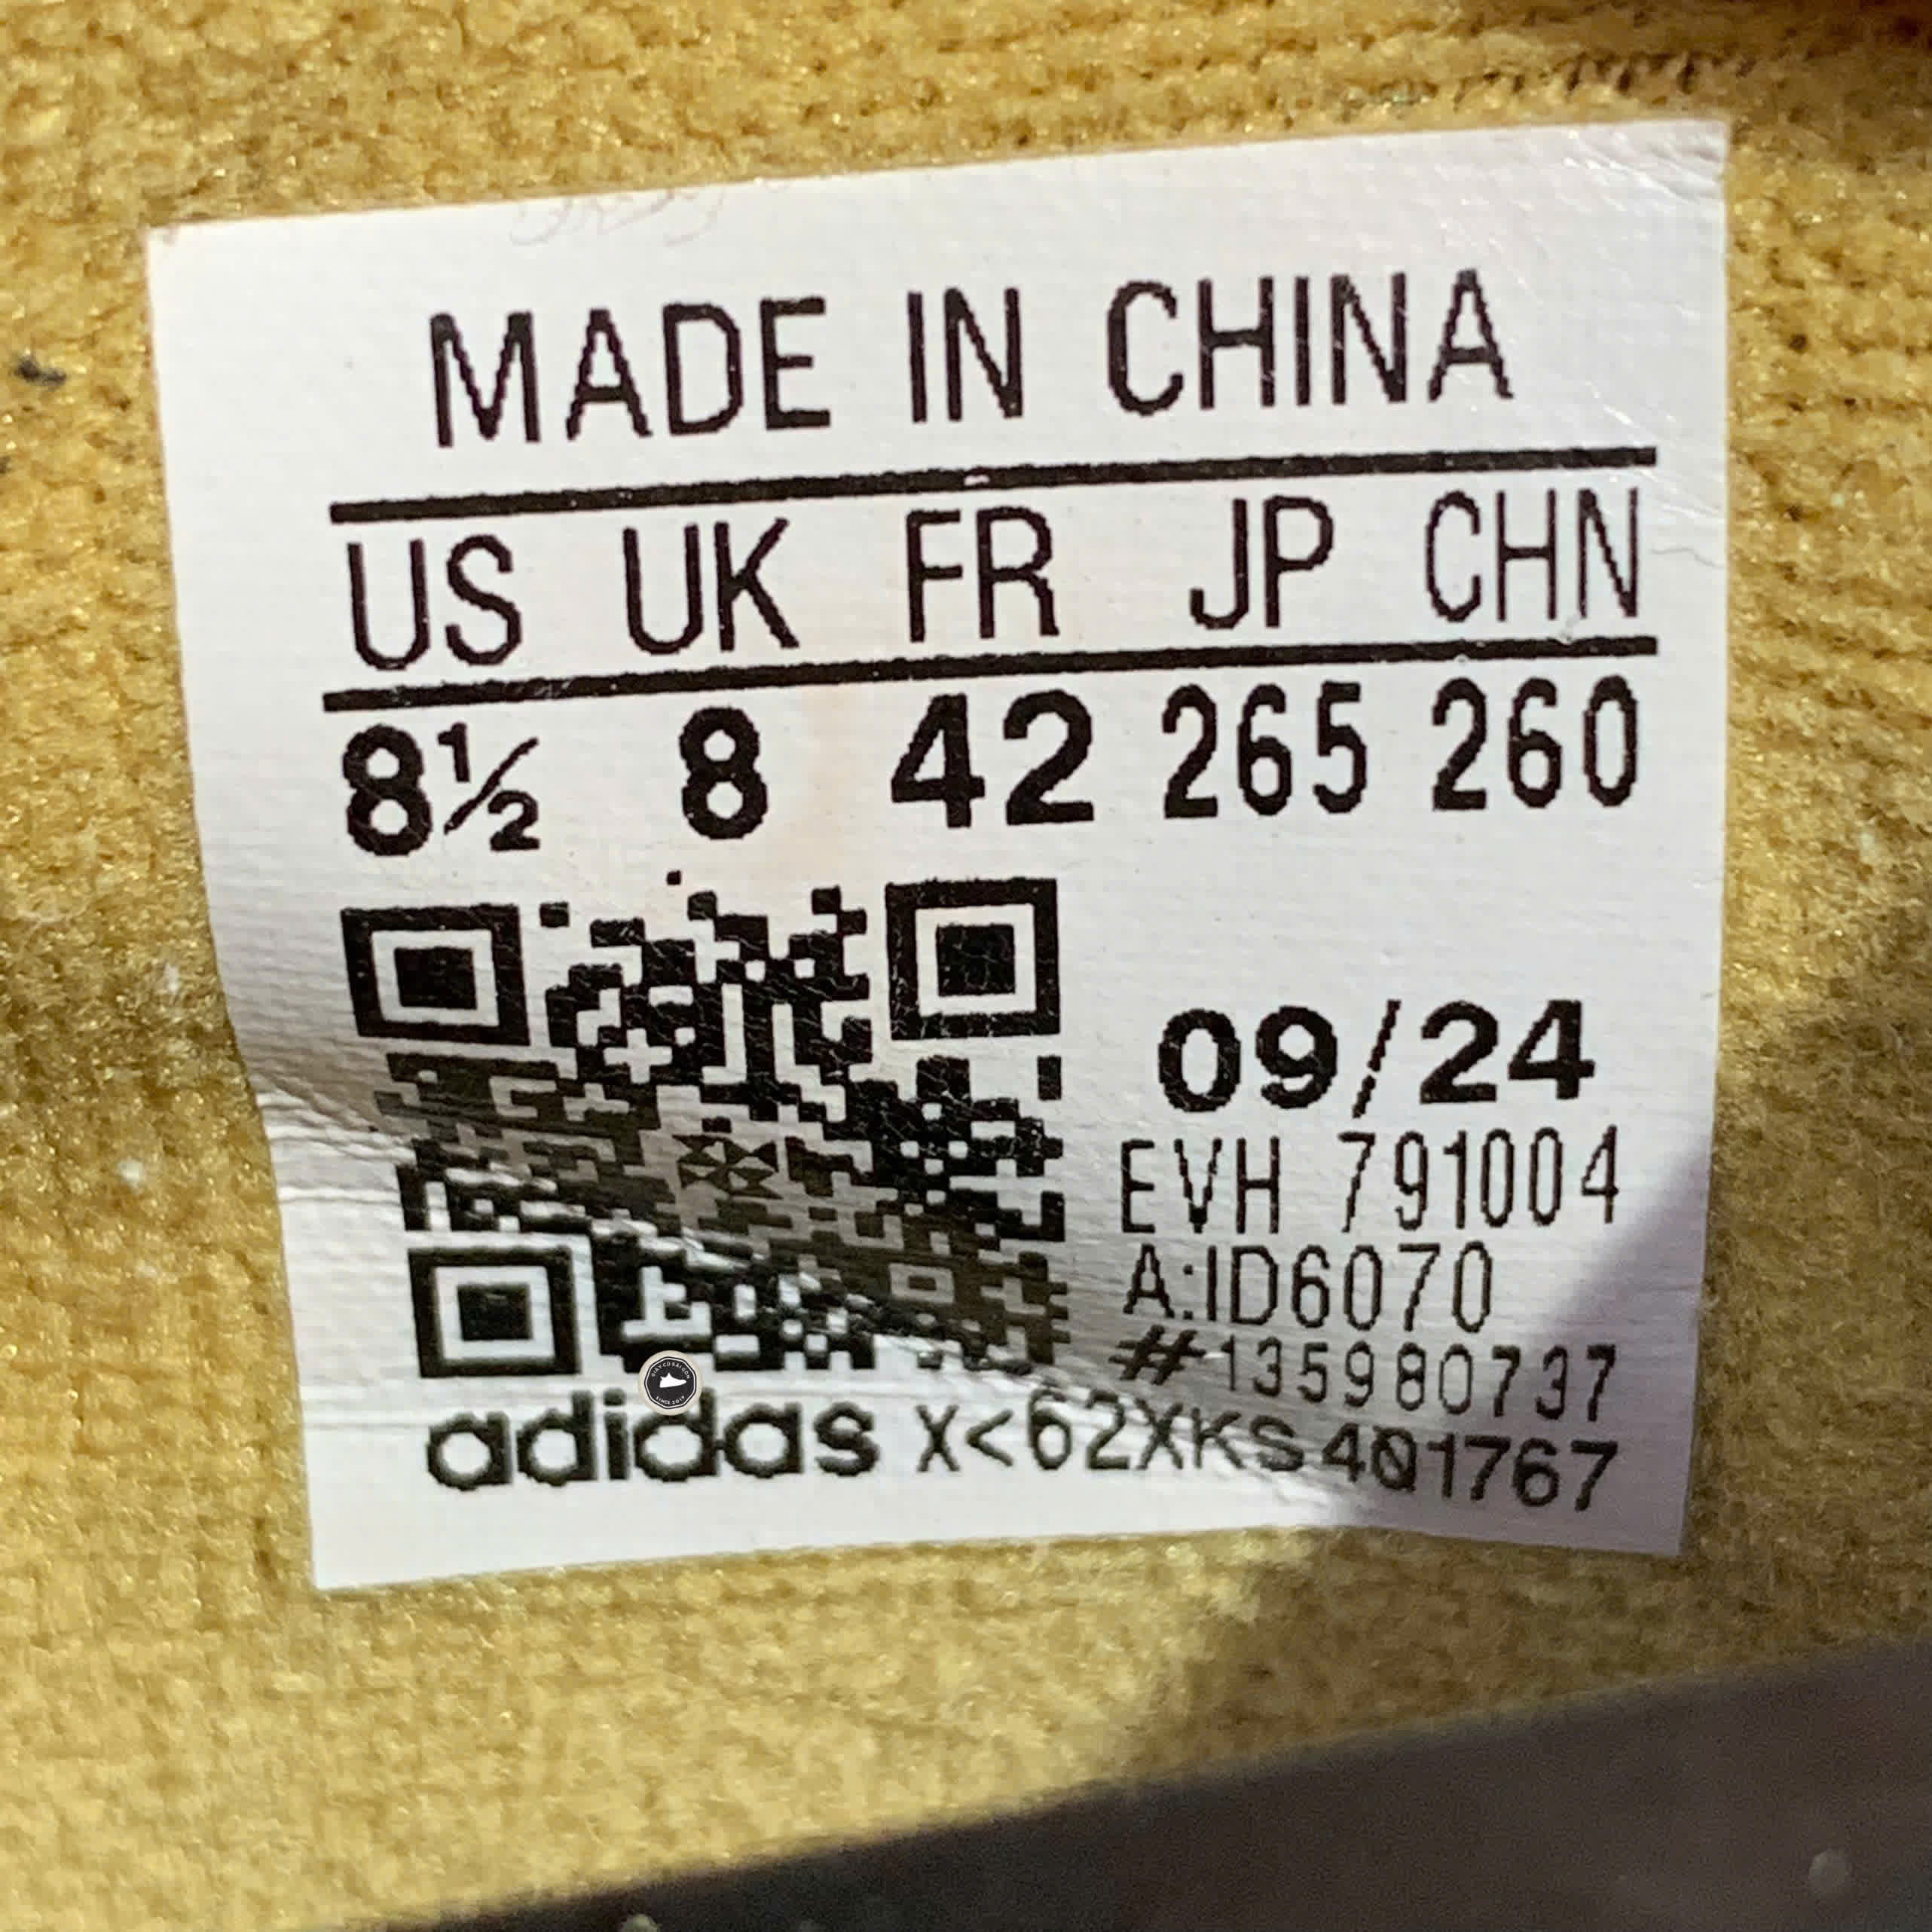 MADE IN CHINA
US UK FR JP CHN
8½ 8 42 265 260
09/24
EVH 791004
A:ID6070
#135980737
adidas X<62XKS401767